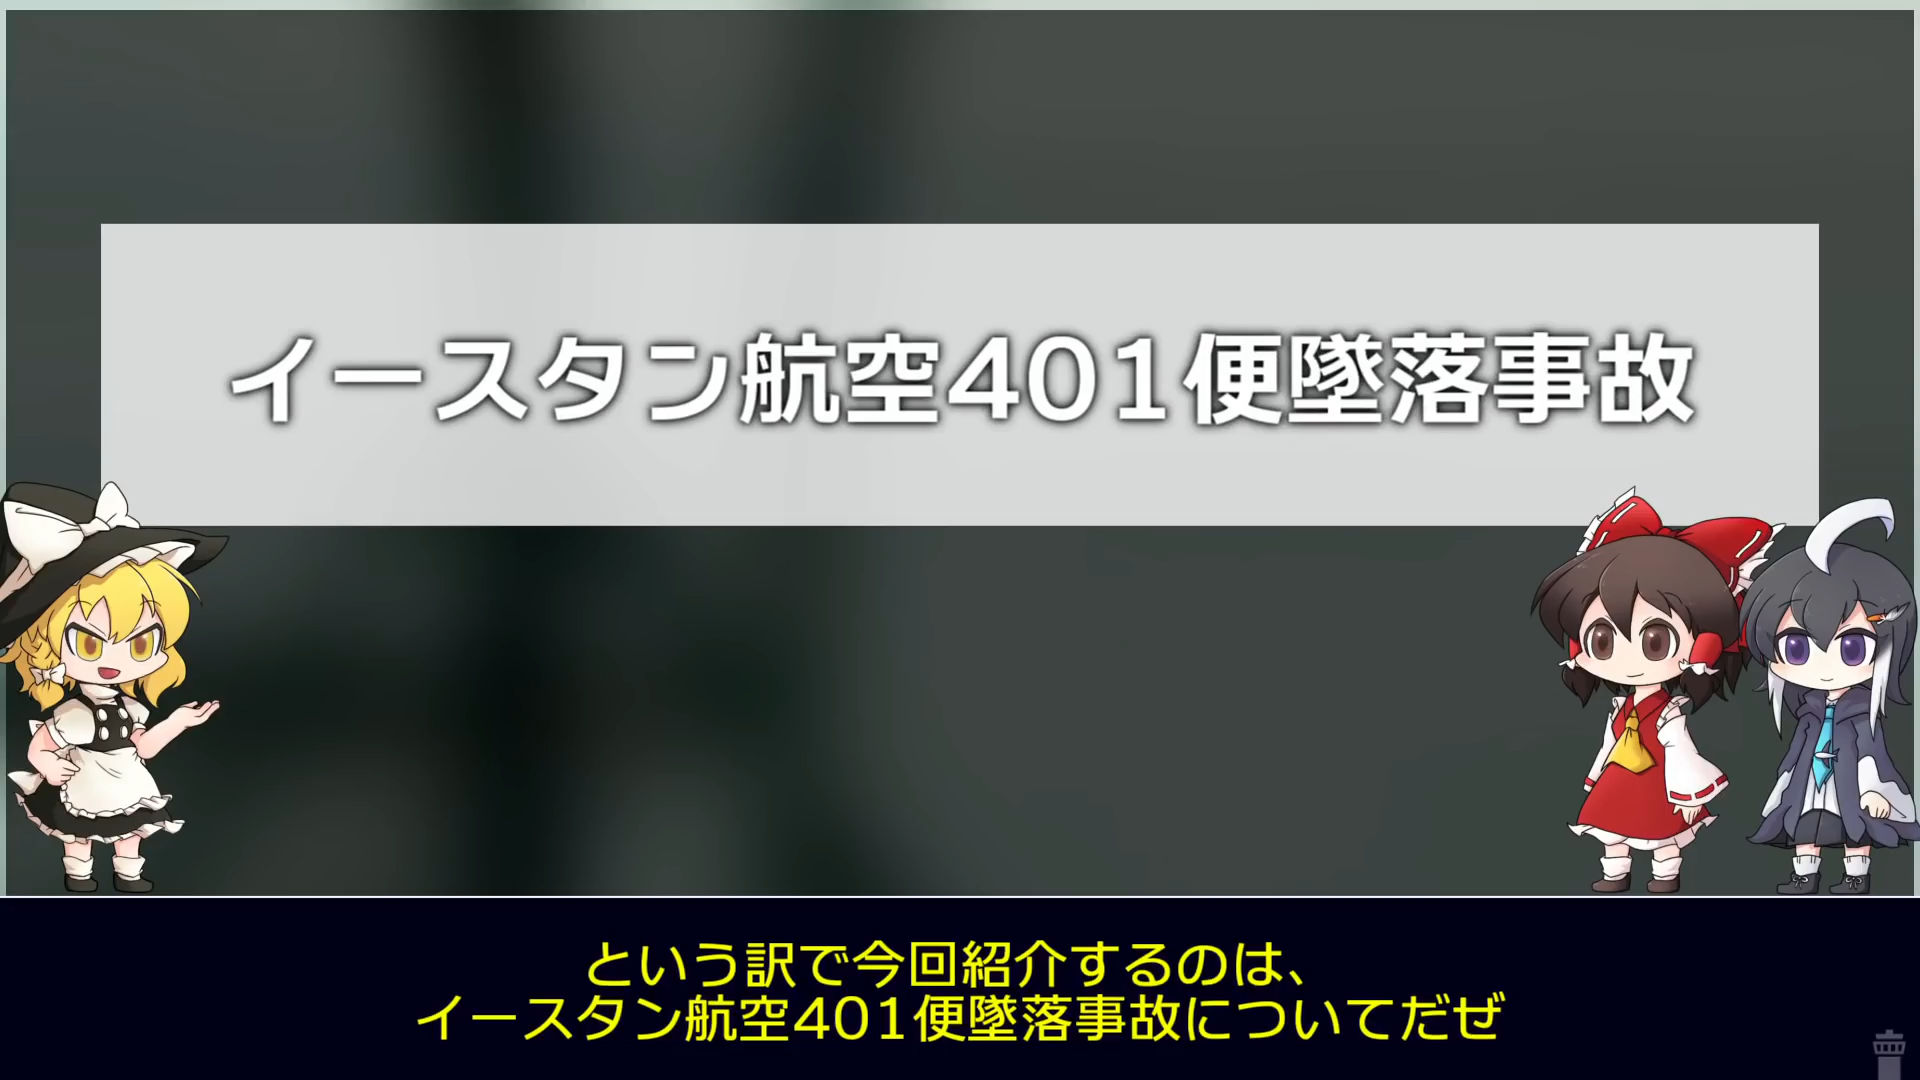 イースタン航空401便墜落事故
という訳で今回紹介するのは、
イースタン航空401便墜落事故についてだぜ